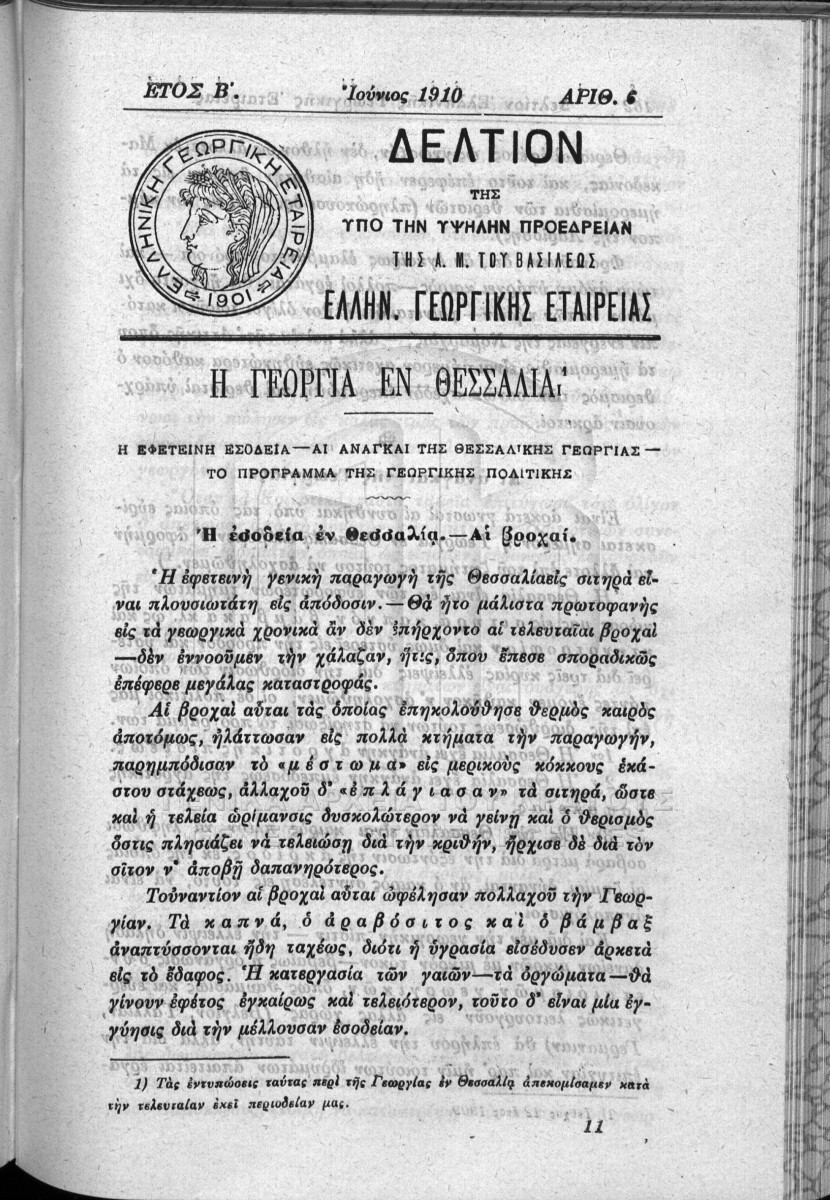 ΕΤΟΣ Β'. Ἰούνιος 1910 ΑΡΙΘ. 6
ΕΛΛΗΝΙΚΗ ΓΕΩΡΓΙΚΗ ΕΤΑΙΡΕΙΑ
1901
ΔΕΛΤΙΟΝ
ΤΗΣ
ΥΠΟ ΤΗΝ ΥΨΗΛΗΝ ΠΡΟΕΔΡΕΙΑΝ
ΤΗΣ Α. Μ. ΤΟΥ ΒΑΣΙΛΕΩΣ
ΕΛΛΗΝ. ΓΕΩΡΓΙΚΗΣ ΕΤΑΙΡΕΙΑΣ
Η ΓΕΩΡΓΙΑ ΕΝ ΘΕΣΣΑΛΙΑι¹
Η ΕΦΕΤΕΙΝΗ ΕΣΟΔΕΙΑ — ΑΙ ΑΝΑΓΚΑΙ ΤΗΣ ΘΕΣΣΑΛΙΚΗΣ ΓΕΩΡΓΙΑΣ —
ΤΟ ΠΡΟΓΡΑΜΜΑ ΤΗΣ ΓΕΩΡΓΙΚΗΣ ΠΟΛΙΤΙΚΗΣ
Ἡ ἐσοδεία ἐν Θεσσαλίᾳ.—Αἱ βροχαί.
Ἡ ἐφετεινὴ γενικὴ παραγωγὴ τῆς Θεσσαλίαεἰς σιτηρὰ εἶ-
ναι πλουσιωτάτη εἰς ἀπόδοσιν.—Θὰ ἦτο μάλιστα πρωτοφανὴς
εἰς τὰ γεωργικὰ χρονικὰ ἂν δὲν ἐπήρχοντο αἱ τελευταῖαι βροχαὶ
—δὲν ἐννοοῦμεν τὴν χάλαζαν, ἥτις, ὅπου ἔπεσε σποραδικῶς
ἐπέφερε μεγάλας καταστροφάς.
Αἱ βροχαὶ αὗται τὰς ὁποίας ἐπηκολούθησε θερμὸς καιρὸς
ἀποτόμως, ἠλάττωσαν εἰς πολλὰ κτήματα τὴν παραγωγήν,
παρημπόδισαν τὸ «μέστωμα» εἰς μερικοὺς κόκκους ἑκά-
στου στάχεως, ἀλλαχοῦ δ' «ἐπλάγιασαν» τὰ σιτηρά, ὥστε
καὶ ἡ τελεία ὡρίμανσις δυσκολώτερον νὰ γείνῃ καὶ ὁ θερισμὸς
ὅστις πλησιάζει νὰ τελειώσῃ διὰ τὴν κριθήν, ἤρχισε δὲ διὰ τὸν
σῖτον ν' ἀποβῇ δαπανηρότερος.
Τοὐναντίον αἱ βροχαὶ αὗται ὠφέλησαν πολλαχοῦ τὴν Γεωρ-
γίαν. Τὰ καπνά, ὁ ἀραβόσιτος καὶ ὁ βάμβαξ
ἀναπτύσσονται ἤδη ταχέως, διότι ἡ ὑγρασία εἰσέδυσεν ἀρκετὰ
εἰς τὸ ἔδαφος. Ἡ κατεργασία τῶν γαιῶν—τὰ ὀργώματα—θὰ
γίνουν ἐφέτος ἐγκαίρως καὶ τελειότερον, τοῦτο δ' εἶναι μία ἐγ-
γύησις διὰ τὴν μέλλουσαν ἐσοδείαν.
1) Τὰς ἐντυπώσεις ταύτας περὶ τῆς Γεωργίας ἐν Θεσσαλίᾳ ἀπεκομίσαμεν κατὰ
τὴν τελευταίαν ἐκεῖ περιοδείαν μας.
11